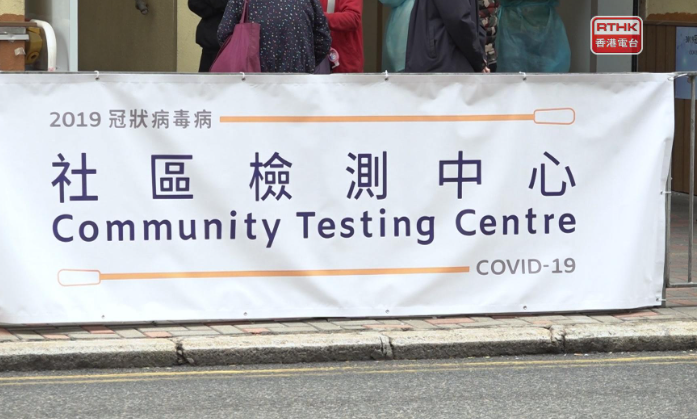 RTHK
香港電台
2019 冠狀病毒病
社區檢測中心
Community Testing Centre
COVID-19